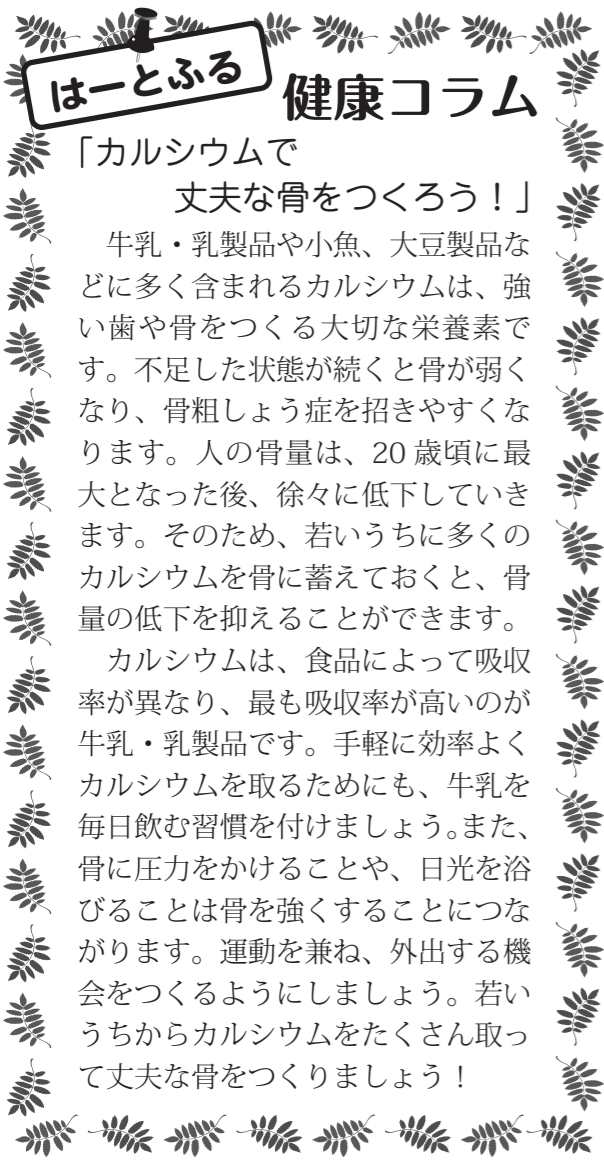 はーとふる
健康コラム
「カルシウムで
丈夫な骨をつくろう！」
　牛乳・乳製品や小魚、大豆製品な
どに多く含まれるカルシウムは、強
い歯や骨をつくる大切な栄養素で
す。不足した状態が続くと骨が弱く
なり、骨粗しょう症を招きやすくな
ります。人の骨量は、20 歳頃に最
大となった後、徐々に低下していき
ます。そのため、若いうちに多くの
カルシウムを骨に蓄えておくと、骨
量の低下を抑えることができます。
　カルシウムは、食品によって吸収
率が異なり、最も吸収率が高いのが
牛乳・乳製品です。手軽に効率よく
カルシウムを取るためにも、牛乳を
毎日飲む習慣を付けましょう。また、
骨に圧力をかけることや、日光を浴
びることは骨を強くすることにつな
がります。運動を兼ね、外出する機
会をつくるようにしましょう。若い
うちからカルシウムをたくさん取っ
て丈夫な骨をつくりましょう！